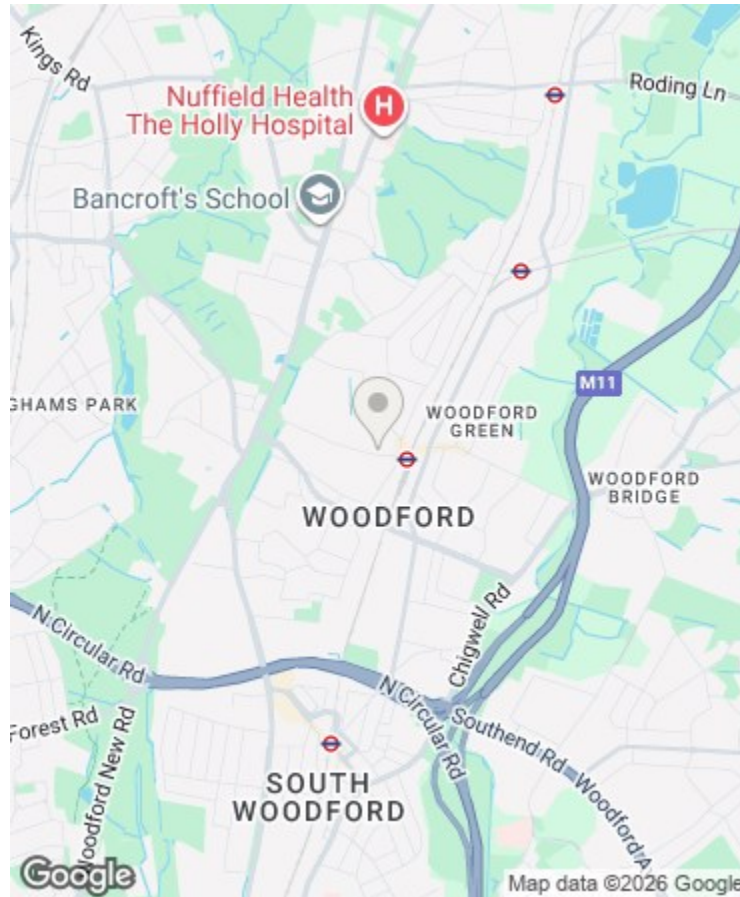 Kings Rd
Nuffield Health
The Holly Hospital
H
Roding Ln
Bancroft's School
M11
GHAMS PARK
WOODFORD
GREEN
WOODFORD
BRIDGE
WOODFORD
Chigwell Rd
N Circular Rd
N Circular Rd
Southend Rd
Woodford Av
Forest Rd
Woodford New Rd
SOUTH
WOODFORD
Google
Map data ©2026 Google